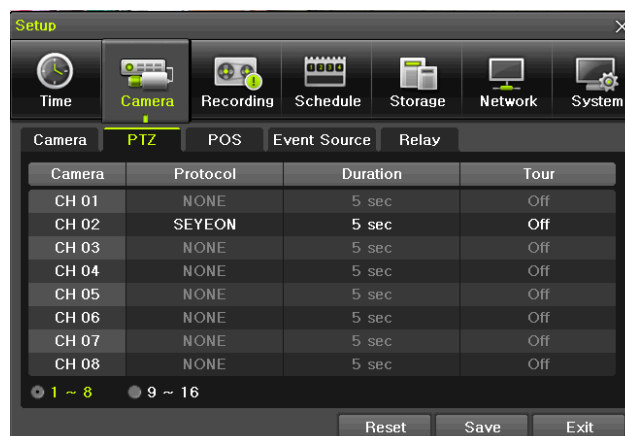 Setup
Time Camera Recording Schedule Storage Network System
Camera PTZ POS Event Source Relay
Camera Protocol Duration Tour
CH 01 NONE 5 sec Off
CH 02 SEYEON 5 sec Off
CH 03 NONE 5 sec Off
CH 04 NONE 5 sec Off
CH 05 NONE 5 sec Off
CH 06 NONE 5 sec Off
CH 07 NONE 5 sec Off
CH 08 NONE 5 sec Off
1 ~ 8 9 ~ 16
Reset Save Exit